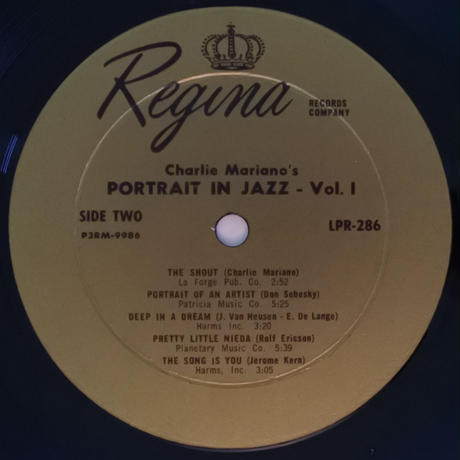 Regina
RECORDS
COMPANY
Charlie Mariano's
PORTRAIT IN JAZZ - Vol. I
SIDE TWO
LPR-286
P3RM-9986
THE SHOUT (Charlie Mariano)
La Forge Pub. Co. 2:52
PORTRAIT OF AN ARTIST (Don Sebesky)
Patricia Music Co. 5:25
DEEP IN A DREAM (J. Van Heusen - E. De Lange)
Harms Inc. 3:20
PRETTY LITTLE NIEDA (Rolf Ericson)
Planetary Music Co. 5:39
THE SONG IS YOU (Jerome Kern)
Harms, Inc. 3:05